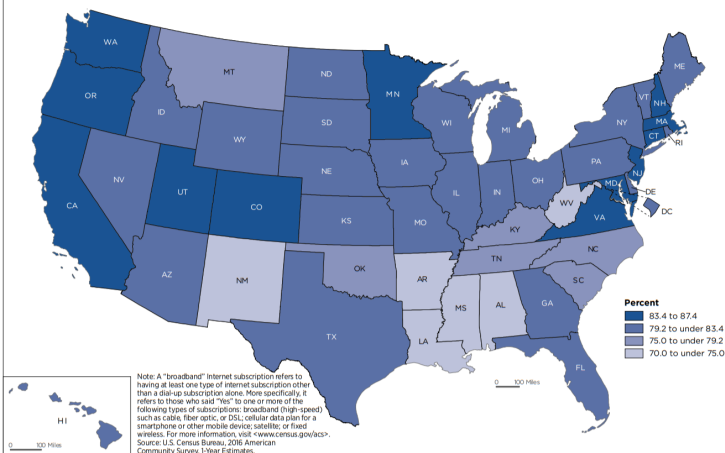 WA
MT
ND
MN
ME
OR
ID
SD
WI
VT
NH
NY
MA
CT
RI
WY
MI
IA
NE
PA
NJ
NV
OH
MD
DE
UT
IL
IN
DC
CA
CO
WV
VA
KS
MO
KY
NC
TN
AZ
OK
NM
AR
SC
MS
AL
GA
TX
LA
FL
HI
Percent
83.4 to 87.4
79.2 to under 83.4
75.0 to under 79.2
70.0 to under 75.0
0 100 Miles
0 100 Miles
Note: A “broadband” Internet subscription refers to
having at least one type of internet subscription other
than a dial-up subscription alone. More specifically, it
refers to those who said “Yes” to one or more of the
following types of subscriptions: broadband (high-speed)
such as cable, fiber optic, or DSL; cellular data plan for a
smartphone or other mobile device; satellite; or fixed
wireless. For more information, visit <www.census.gov/acs>.
Source: U.S. Census Bureau, 2016 American
Community Survey, 1-Year Estimates.